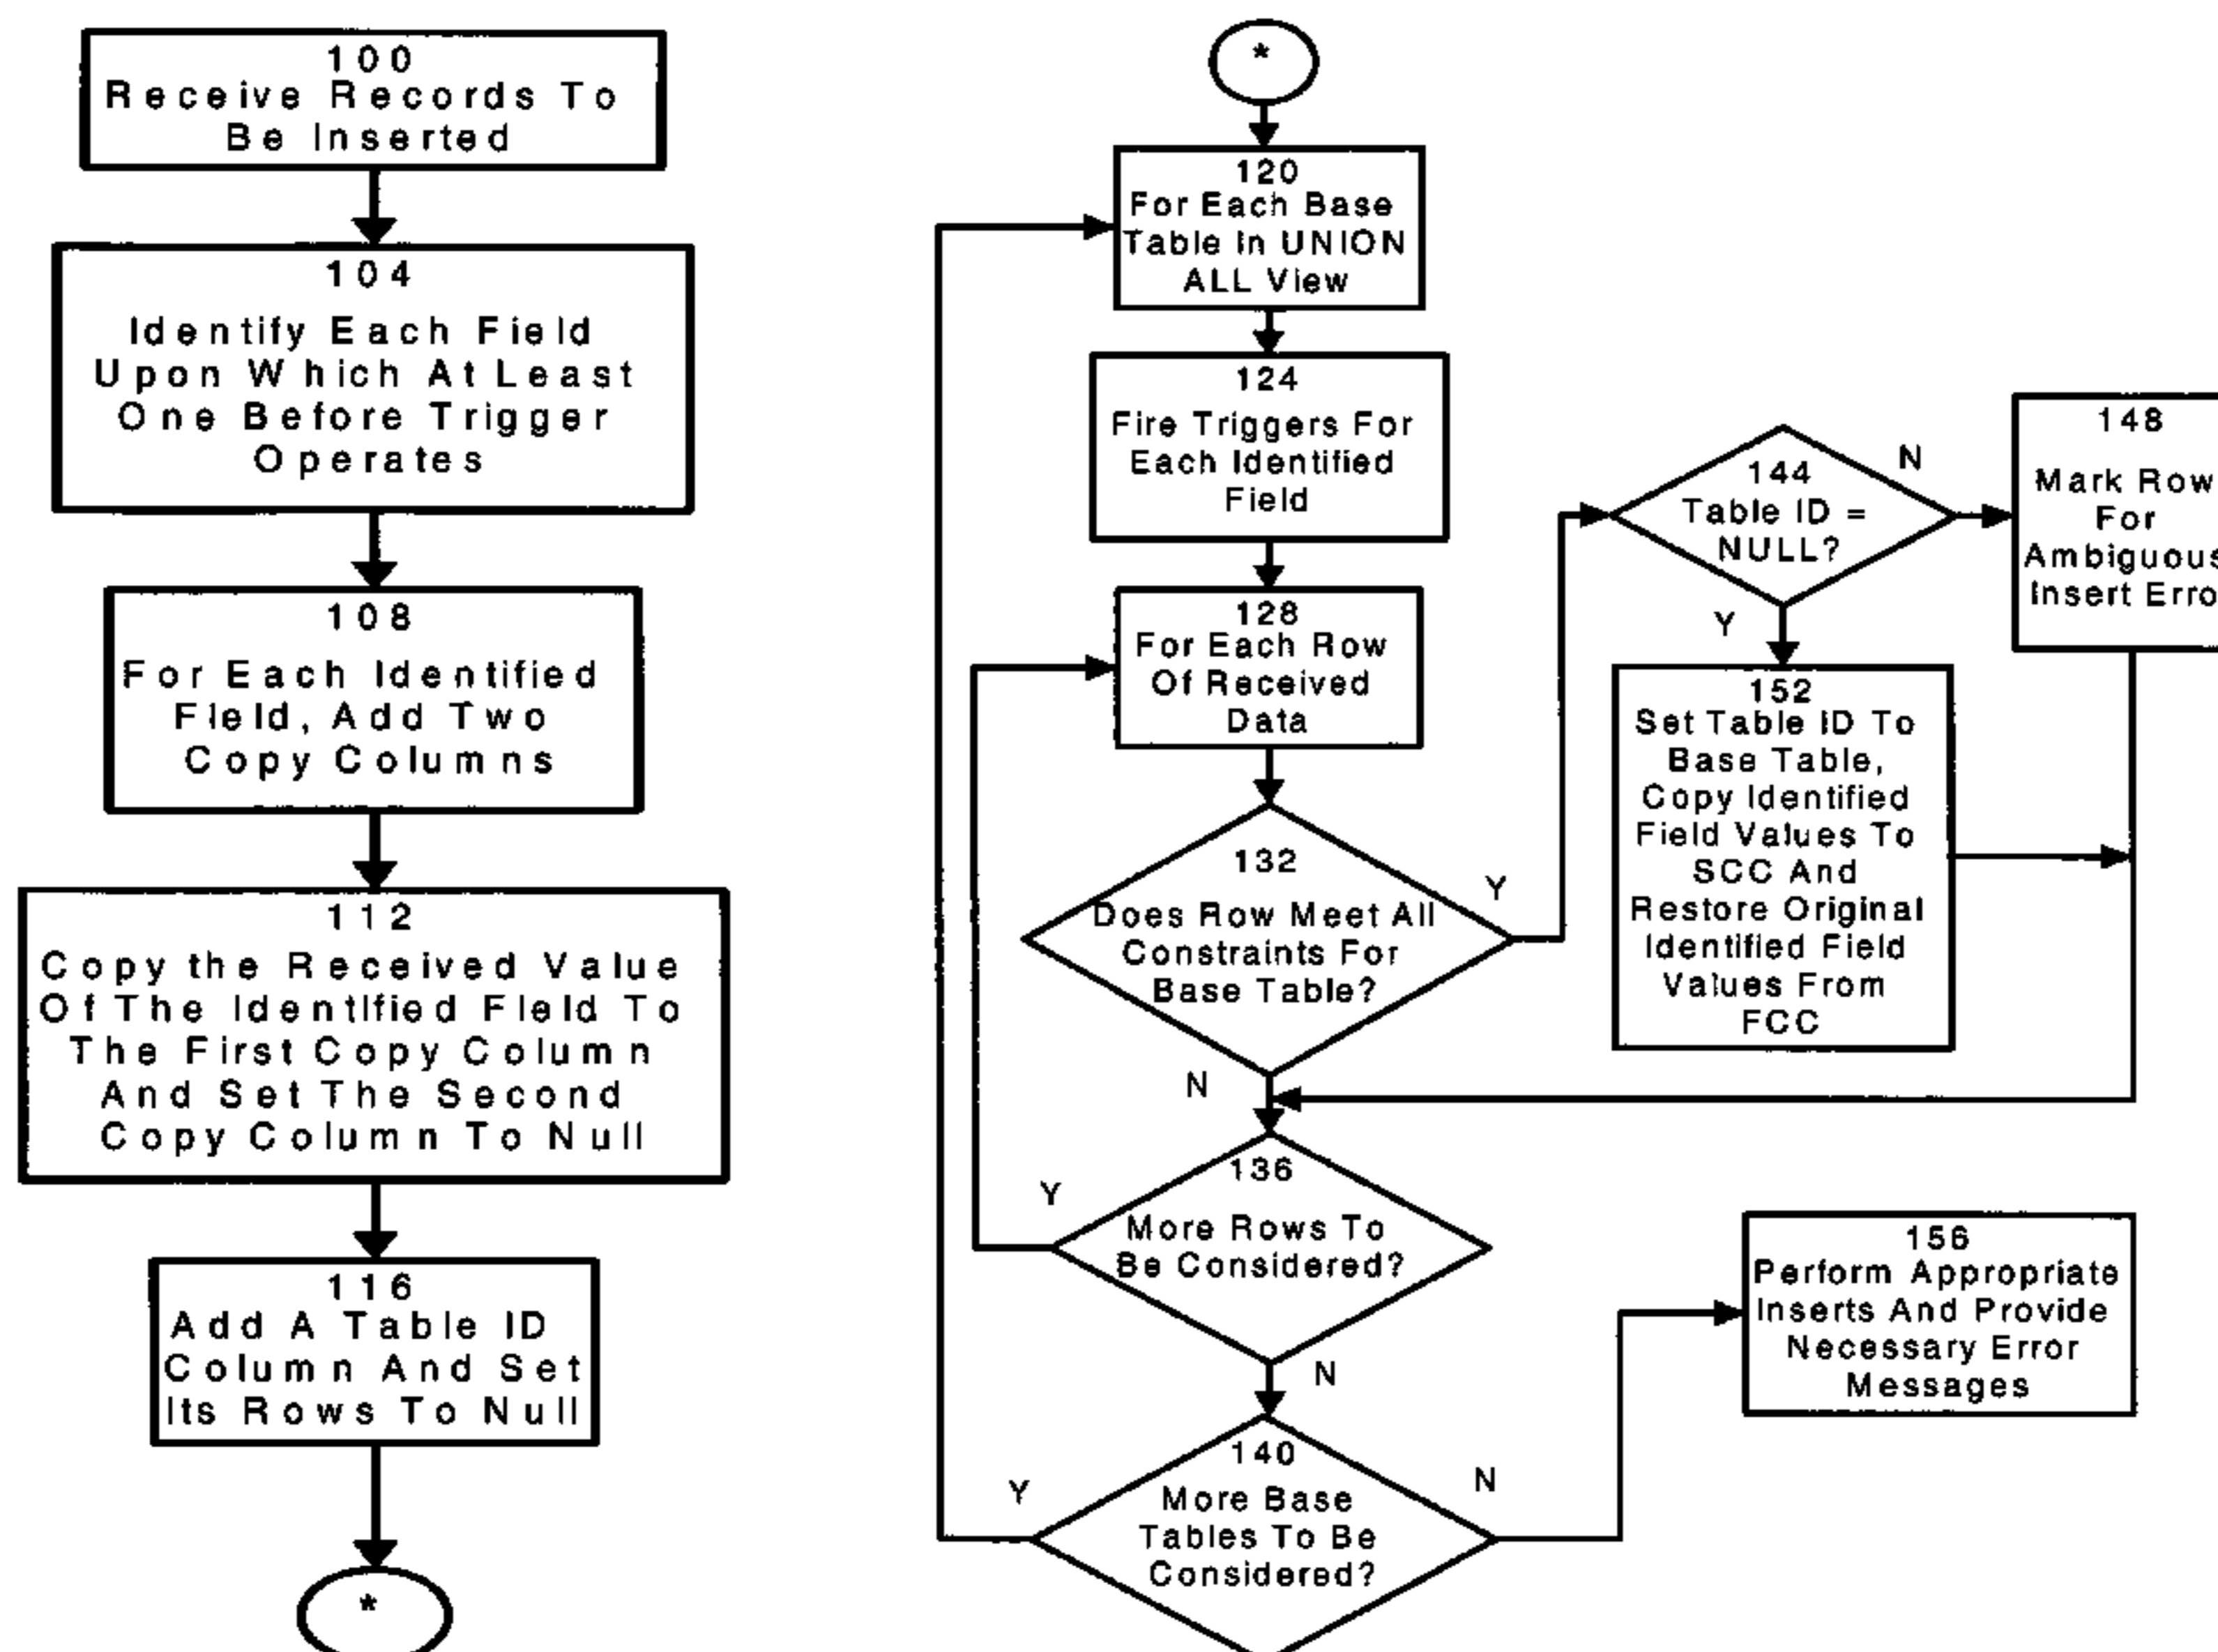 100
Receive Records To
Be Inserted
104
Identify Each Field
Upon Which At Least
One Before Trigger
Operates
108
For Each Identified
Field, Add Two
Copy Columns
112
Copy the Received Value
Of The Identified Field To
The First Copy Column
And Set The Second
Copy Column To Null
116
Add A Table ID
Column And Set
Its Rows To Null
*
*
120
For Each Base
Table In UNION
ALL View
124
Fire Triggers For
Each Identified
Field
128
For Each Row
Of Received
Data
132
Does Row Meet All
Constraints For
Base Table?
Y
N
136
More Rows To
Be Considered?
Y
N
140
More Base
Tables To Be
Considered?
Y
N
144
Table ID =
NULL?
N
Y
148
Mark Row
For
Ambiguous
Insert Erro
152
Set Table ID To
Base Table,
Copy Identified
Field Values To
SCC And
Restore Original
Identified Field
Values From
FCC
156
Perform Appropriate
Inserts And Provide
Necessary Error
Messages